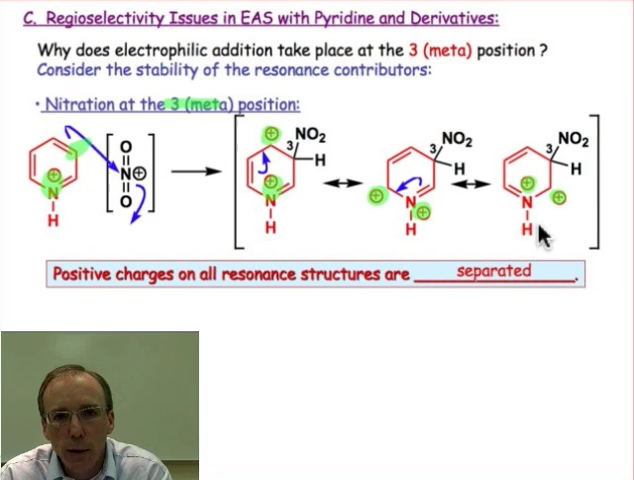 C. Regioselectivity Issues in EAS with Pyridine and Derivatives:
Why does electrophilic addition take place at the 3 (meta) position ?
Consider the stability of the resonance contributors:
• Nitration at the 3 (meta) position:
⊕ N H
O N⊕ O
⊕ 3 NO2 H ⊕ N H
3 NO2 H ⊕ N ⊕ H
3 NO2 H ⊕ N ⊕ H
Positive charges on all resonance structures are separated.